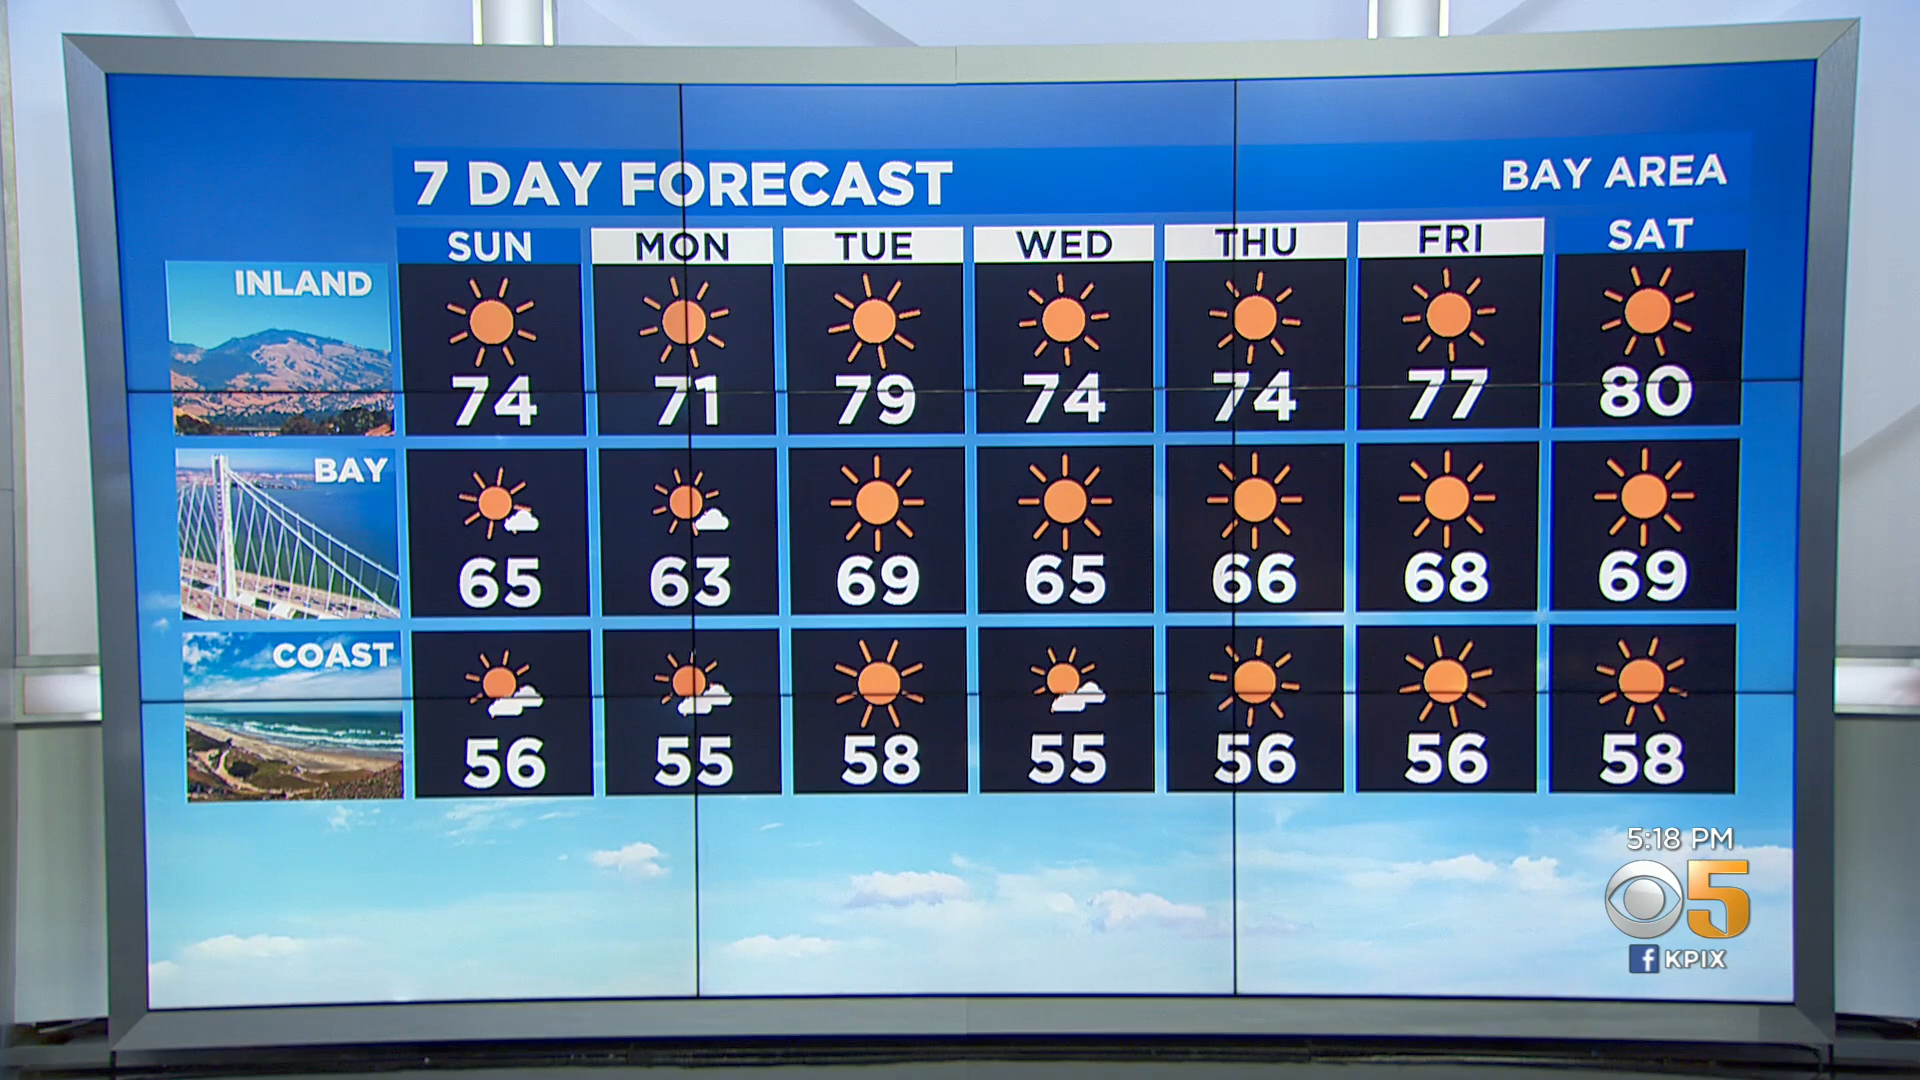 7 DAY FORECAST
BAY AREA
SUN MON TUE WED THU FRI SAT
INLAND
74 71 79 74 74 77 80
BAY
65 63 69 65 66 68 69
COAST
56 55 58 55 56 56 58
5:18 PM
5
f KPIX